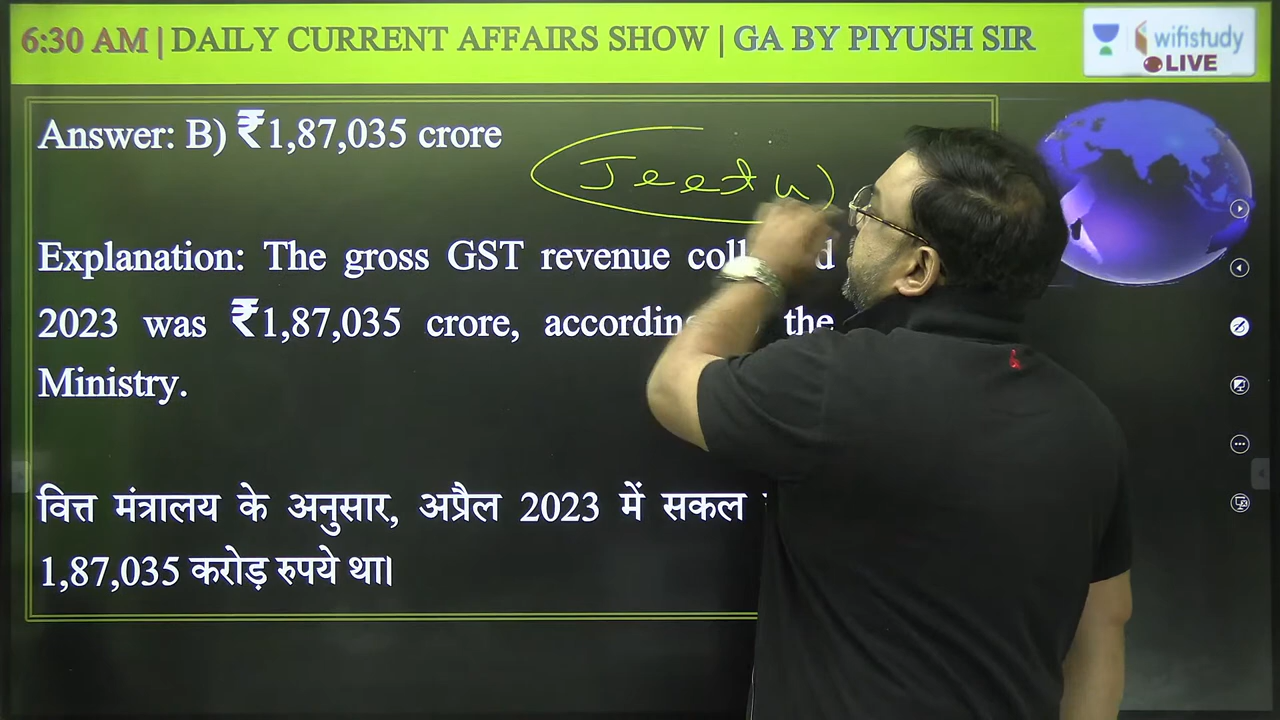 6:30 AM | DAILY CURRENT AFFAIRS SHOW | GA BY PIYUSH SIR
wifistudy
LIVE
Answer: B) ₹1,87,035 crore
Jeetu
Explanation: The gross GST revenue
2023 was ₹1,87,035 crore, the
Ministry.
वित्त मंत्रालय के अनुसार, अप्रैल 2023 में सकल
1,87,035 करोड़ रुपये था।